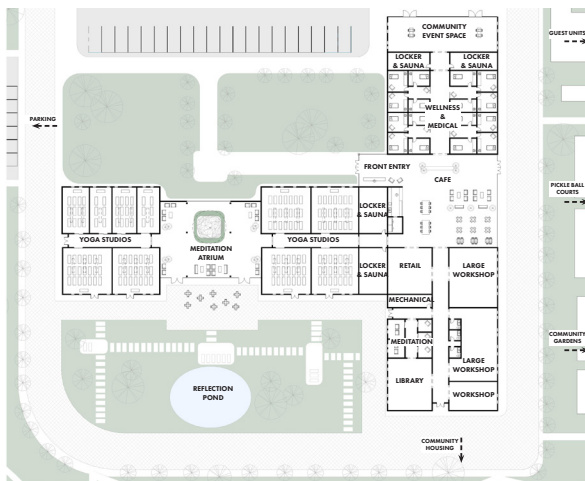 COMMUNITY
EVENT SPACE
GUEST UNITS
LOCKER
& SAUNA
LOCKER
& SAUNA
WELLNESS
&
MEDICAL
PARKING
FRONT ENTRY
CAFE
PICKLE BALL
COURTS
LOCKER
& SAUNA
YOGA STUDIOS
MEDITATION
ATRIUM
YOGA STUDIOS
LOCKER
& SAUNA
RETAIL
LARGE
WORKSHOP
MECHANICAL
MEDITATION
COMMUNITY
GARDENS
LARGE
WORKSHOP
REFLECTION
POND
LIBRARY
WORKSHOP
COMMUNITY
HOUSING